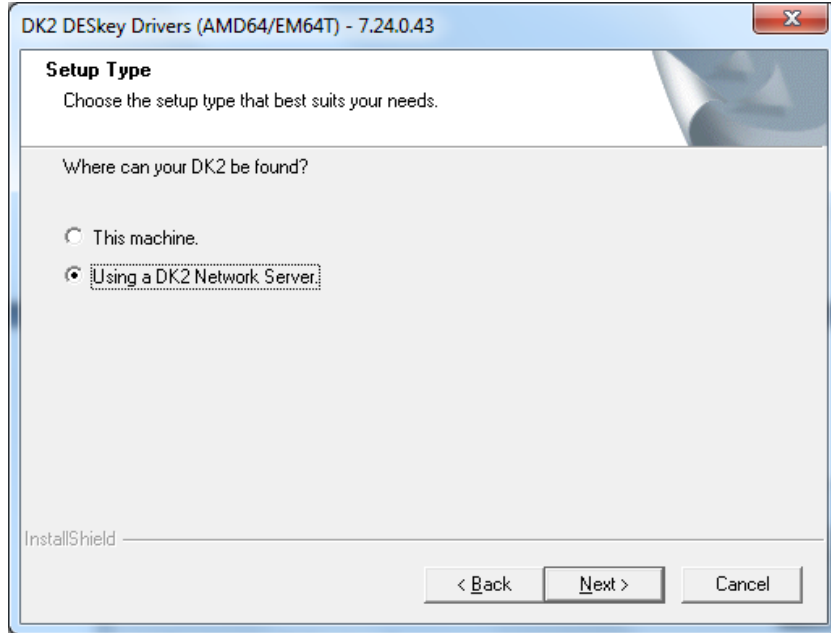 DK2 DESkey Drivers (AMD64/EM64T) - 7.24.0.43
Setup Type
Choose the setup type that best suits your needs.
Where can your DK2 be found?
This machine.
Using a DK2 Network Server.
InstallShield
< Back Next > Cancel